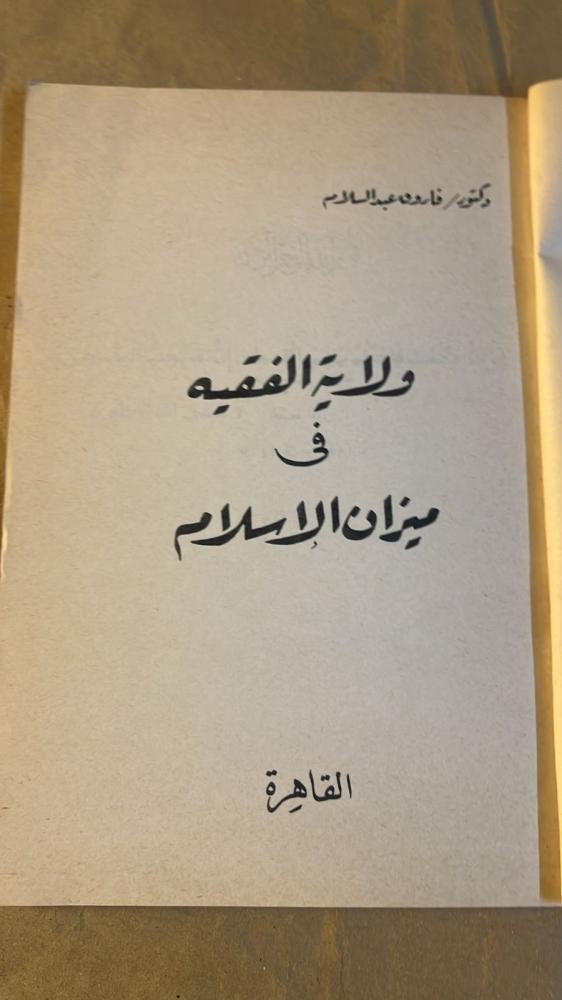 دكتور/ فاروق عبد السلام
ولاية الفقيه
فى
ميزان الإسلام
القاهرة